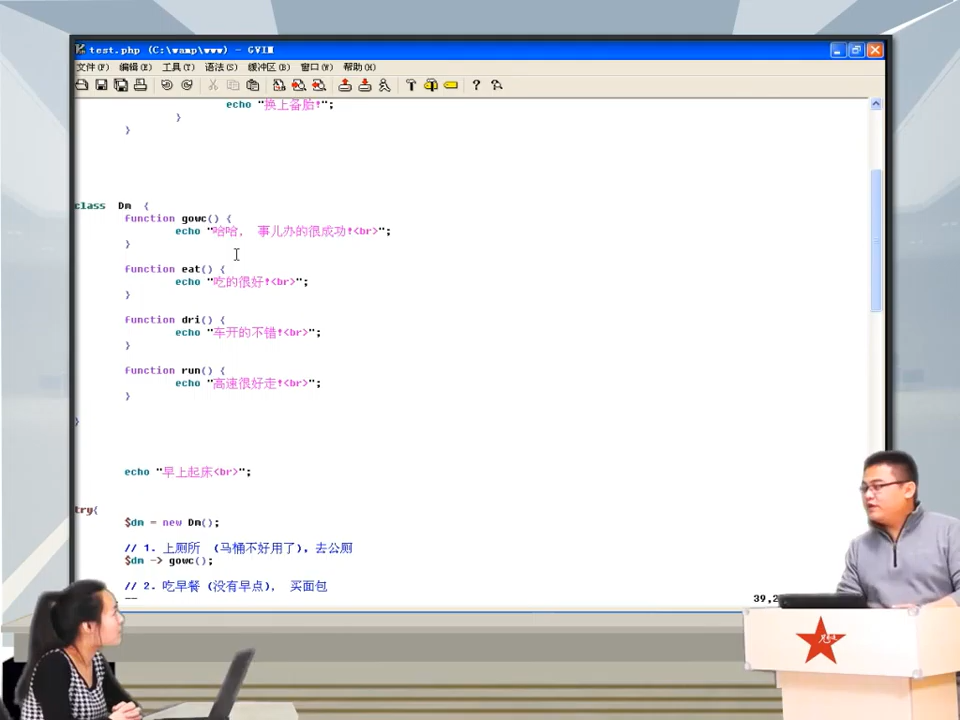 test.php (C:\wamp\www) - GVIM
文件(F) 编辑(E) 工具(T) 语法(S) 缓冲区(B) 窗口(W) 帮助(H)
echo "换上备胎!";
}
}
class Dm {
function gowc() {
echo "哈哈, 事儿办的很成功!<br>";
}
function eat() {
echo "吃的很好!<br>";
}
function dri() {
echo "车开的不错!<br>";
}
function run() {
echo "高速很好走!<br>";
}
}
echo "早上起床<br>";
try{
$dm = new Dm();
// 1. 上厕所 (马桶不好用了), 去公厕
$dm -> gowc();
// 2. 吃早餐 (没有早点), 买面包
--
39,2